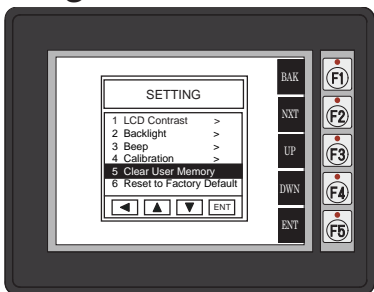 SETTING
1 LCD Contrast >
2 Backlight >
3 Beep >
4 Calibration >
5 Clear User Memory
6 Reset to Factory Default
ENT
BAK
NXT
UP
DWN
ENT
F1
F2
F3
F4
F5